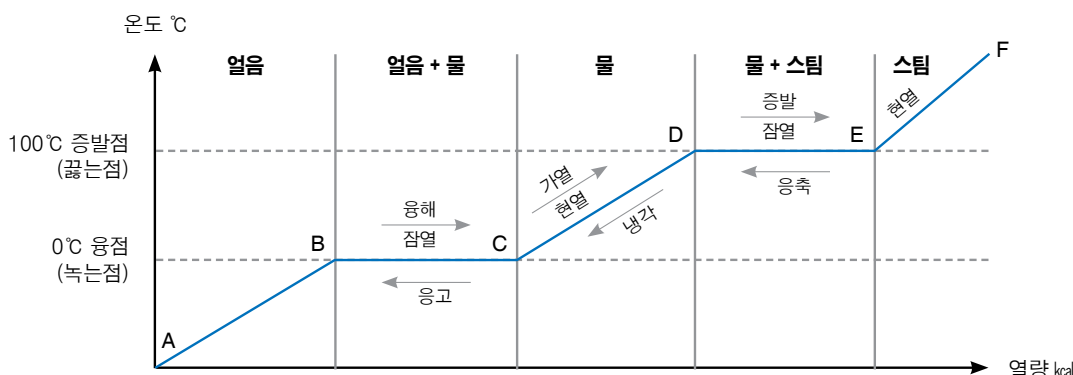 온도 ℃
얼음
얼음 + 물
물
물 + 스팀
스팀
F
현열
증발
잠열
100℃ 증발점
(끓는점)
D
E
응축
가열
현열
냉각
융해
잠열
0℃ 융점
(녹는점)
B
C
응고
A
열량 ㎉